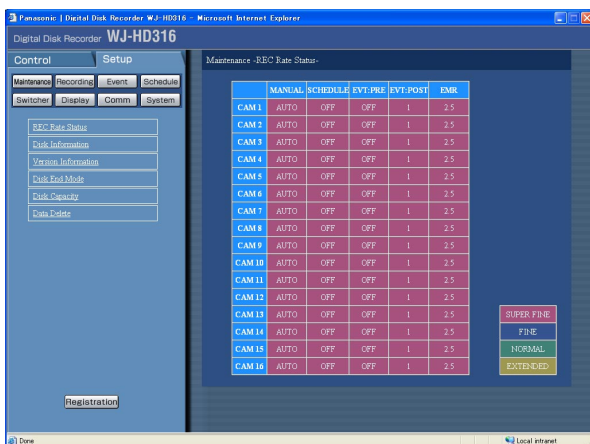 Panasonic | Digital Disk Recorder WJ-HD316 - Microsoft Internet Explorer
Digital Disk Recorder WJ-HD316
Control Setup
Maintenance Recording Event Schedule
Switcher Display Comm System
REC Rate Status
Disk Information
Version Information
Disk End Mode
Disk Capacity
Data Delete
Registration
Maintenance -REC Rate Status-
MANUAL SCHEDULE EVT:PRE EVT:POST EMR
CAM 1 AUTO OFF OFF 1 2.5
CAM 2 AUTO OFF OFF 1 2.5
CAM 3 AUTO OFF OFF 1 2.5
CAM 4 AUTO OFF OFF 1 2.5
CAM 5 AUTO OFF OFF 1 2.5
CAM 6 AUTO OFF OFF 1 2.5
CAM 7 AUTO OFF OFF 1 2.5
CAM 8 AUTO OFF OFF 1 2.5
CAM 9 AUTO OFF OFF 1 2.5
CAM 10 AUTO OFF OFF 1 2.5
CAM 11 AUTO OFF OFF 1 2.5
CAM 12 AUTO OFF OFF 1 2.5
CAM 13 AUTO OFF OFF 1 2.5
CAM 14 AUTO OFF OFF 1 2.5
CAM 15 AUTO OFF OFF 1 2.5
CAM 16 AUTO OFF OFF 1 2.5
SUPER FINE
FINE
NORMAL
EXTENDED
Done Local intranet